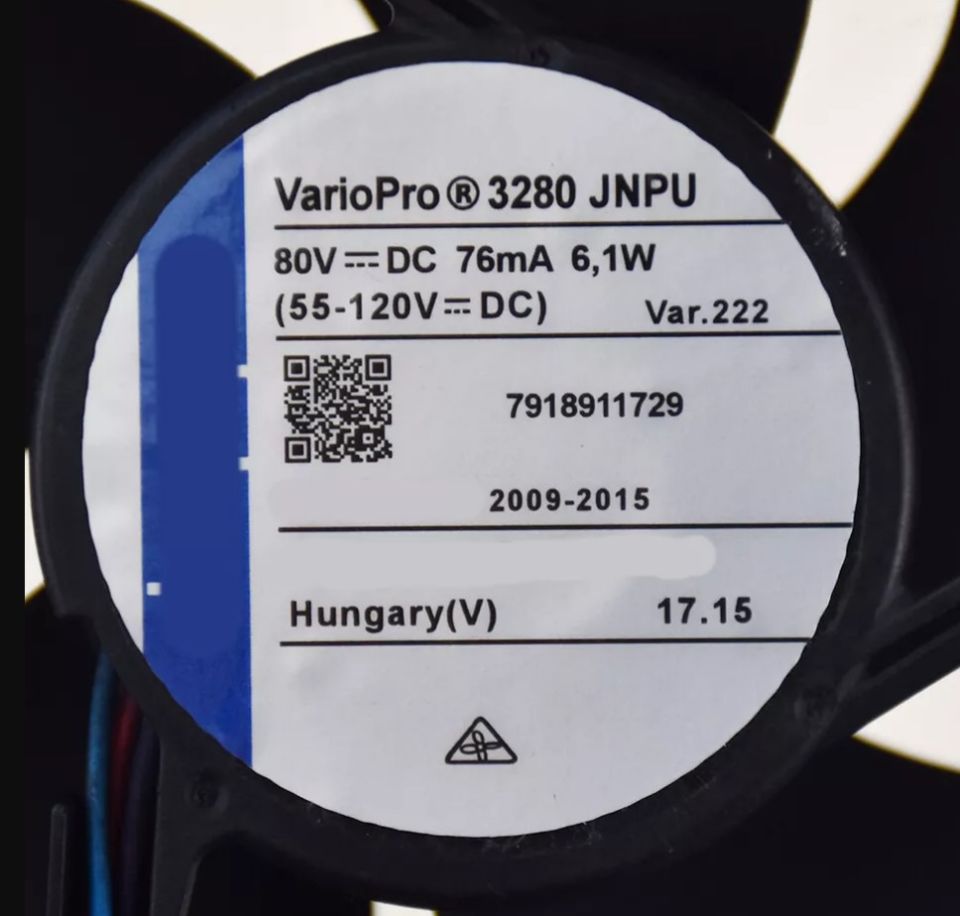 VarioPro® 3280 JNPU
80V ⎓ DC 76mA 6,1W
(55-120V ⎓ DC) Var.222
7918911729
2009-2015
Hungary(V) 17.15